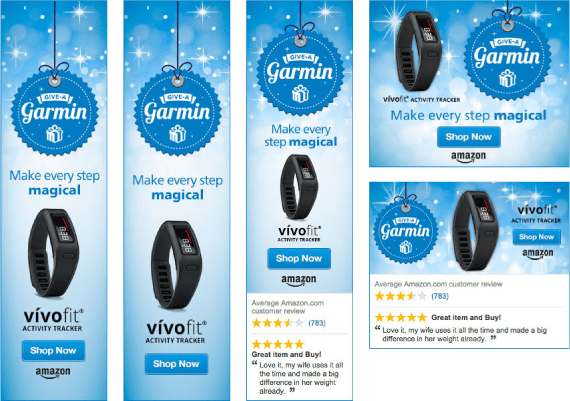 GIVE-A
Garmin
Make every step
magical
vívofit®
ACTIVITY TRACKER
Shop Now
amazon
GIVE-A
Garmin
Make every step
magical
vívofit®
ACTIVITY TRACKER
Shop Now
GIVE-A
Garmin
Make every
step magical
vívofit®
ACTIVITY TRACKER
Shop Now
amazon
Average Amazon.com
customer review
(783)
Great item and Buy!
“ Love it, my wife uses it all
the time and made a big
difference in her weight
already. ”
GIVE-A
Garmin
vívofit® ACTIVITY TRACKER
Make every step magical
Shop Now
amazon
GIVE-A
Garmin
vívofit®
ACTIVITY TRACKER
Shop Now
amazon
Average Amazon.com customer review
(783)
Great item and Buy!
“ Love it, my wife uses it all the time and made a big
difference in her weight already. ”